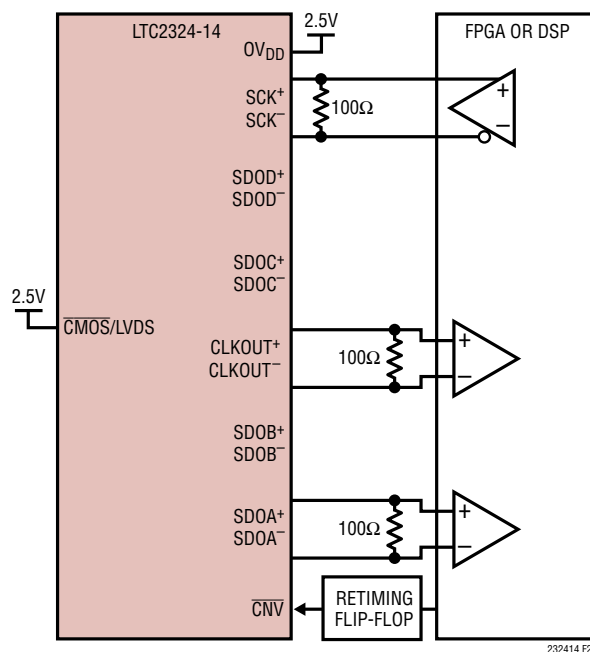 LTC2324-14
2.5V
OVDD
FPGA OR DSP
SCK+
SCK–
100Ω
+
–
SDOD+
SDOD–
SDOC+
SDOC–
2.5V
CMOS/LVDS
CLKOUT+
CLKOUT–
100Ω
+
–
SDOB+
SDOB–
SDOA+
SDOA–
100Ω
+
–
CNV
RETIMING
FLIP-FLOP